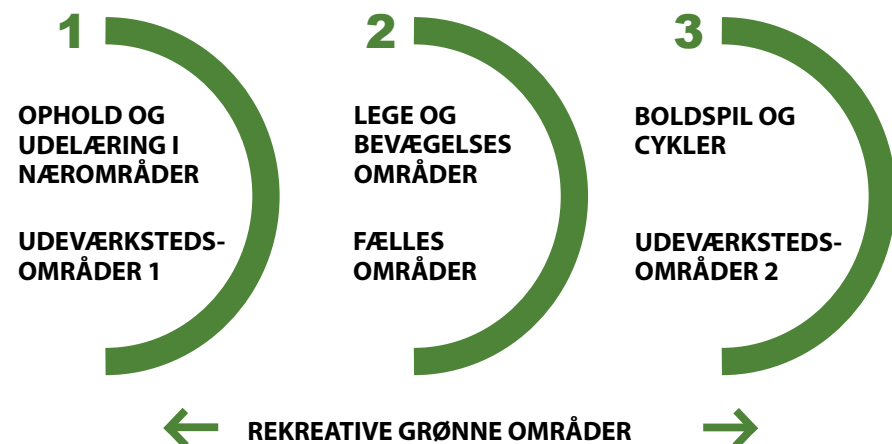 1
OPHOLD OG
UDELÆRING I
NÆROMRÅDER
UDEVÆRKSTEDS-
OMRÅDER 1
2
LEGE OG
BEVÆGELSES
OMRÅDER
FÆLLES
OMRÅDER
3
BOLDSPIL OG
CYKLER
UDEVÆRKSTEDS-
OMRÅDER 2
REKREATIVE GRØNNE OMRÅDER